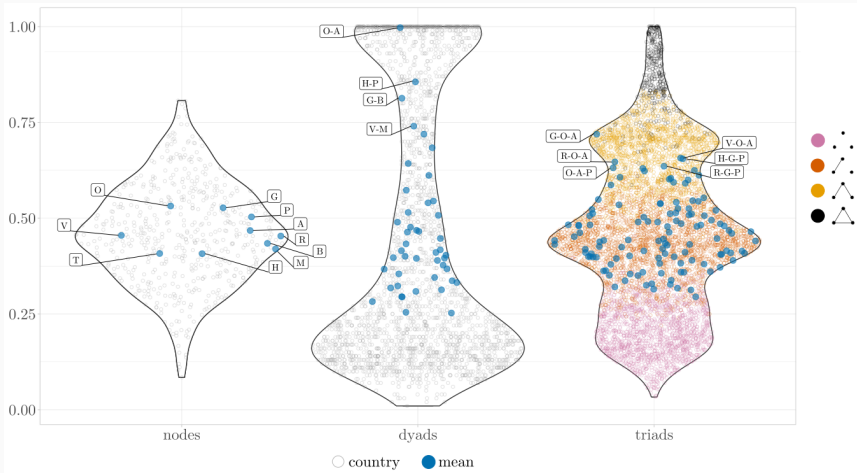 1.00
0.75
0.50
0.25
0.00
O
V
T
G
P
A
R
B
M
H
O-A
H-P
G-B
V-M
G-O-A
R-O-A
O-A-P
V-O-A
H-G-P
R-G-P
nodes
dyads
triads
country
mean